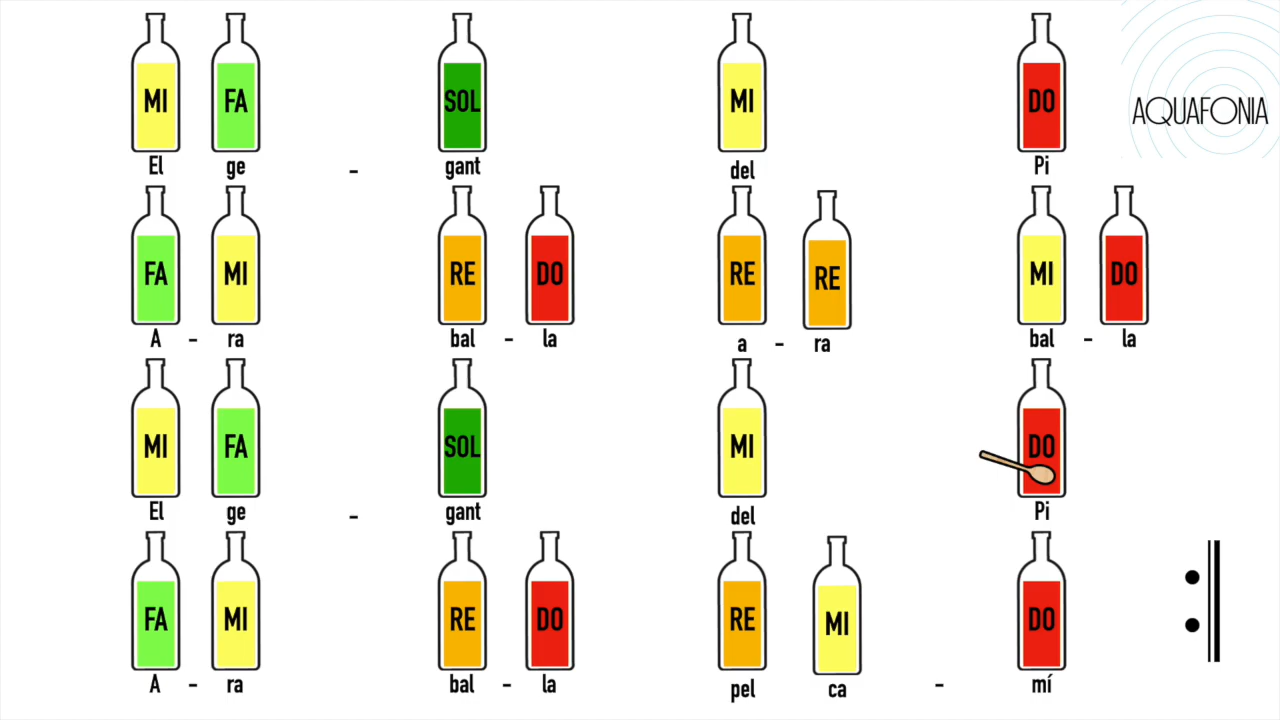 MI FA SOL MI DO
AQUAFONIA
El ge - gant del Pi
FA MI RE DO RE RE MI DO
A - ra bal - la a - ra bal - la
MI FA SOL MI DO
El ge - gant del Pi
FA MI RE DO RE MI DO
A - ra bal - la pel ca - mí